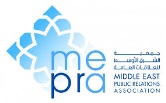 mepra
جمعية
الشرق الأوسط
للعلاقات العامة
MIDDLE EAST
PUBLIC RELATIONS
ASSOCIATION